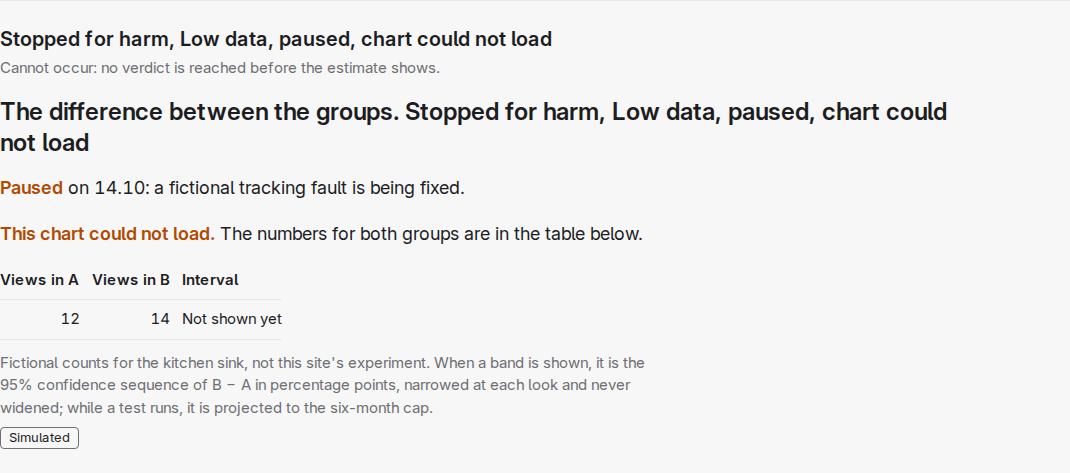 Stopped for harm, Low data, paused, chart could not load
Cannot occur: no verdict is reached before the estimate shows.
The difference between the groups. Stopped for harm, Low data, paused, chart could
not load
Paused on 14.10: a fictional tracking fault is being fixed.
This chart could not load. The numbers for both groups are in the table below.
Views in A Views in B Interval
12 14 Not shown yet
Fictional counts for the kitchen sink, not this site's experiment. When a band is shown, it is the
95% confidence sequence of B − A in percentage points, narrowed at each look and never
widened; while a test runs, it is projected to the six-month cap.
Simulated